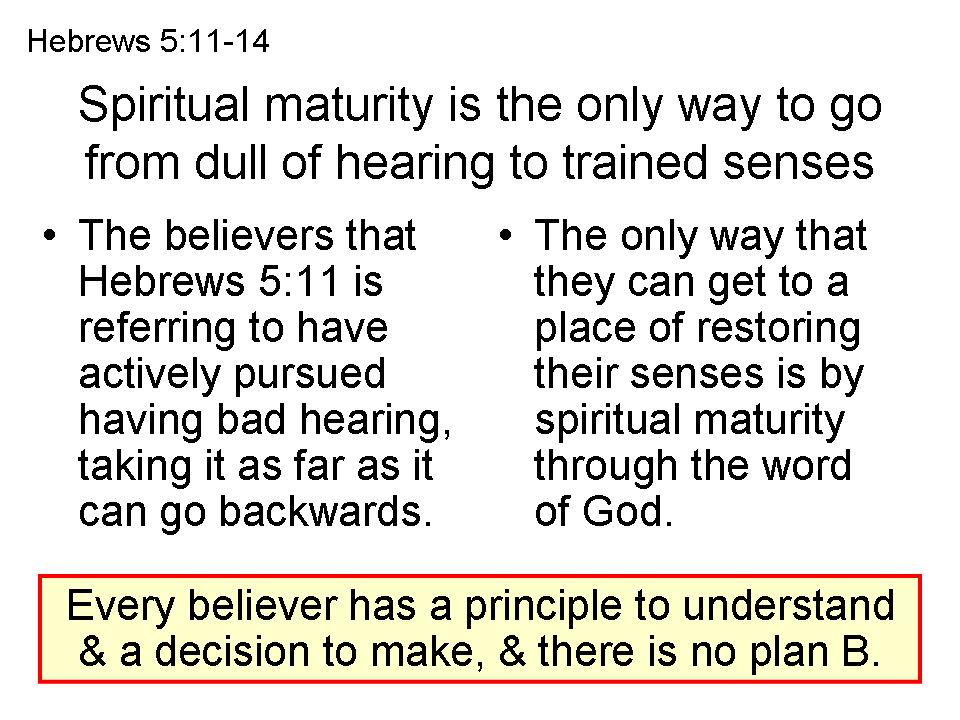 Hebrews 5:11-14
Spiritual maturity is the only way to go
from dull of hearing to trained senses
• The believers that
Hebrews 5:11 is
referring to have
actively pursued
having bad hearing,
taking it as far as it
can go backwards.
• The only way that
they can get to a
place of restoring
their senses is by
spiritual maturity
through the word
of God.
Every believer has a principle to understand
& a decision to make, & there is no plan B.